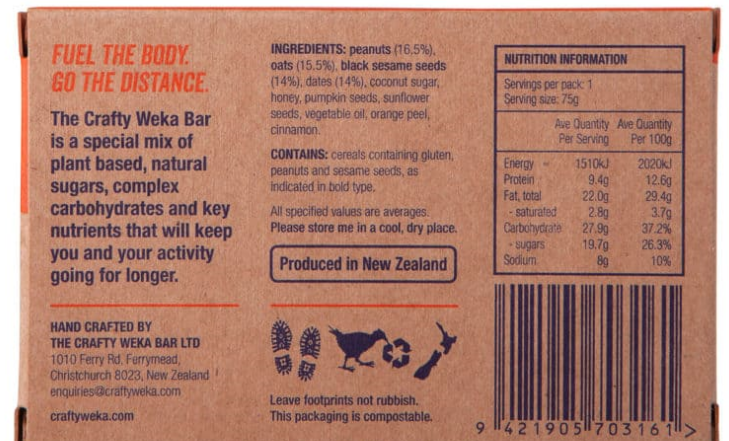 FUEL THE BODY.
GO THE DISTANCE.
The Crafty Weka Bar
is a special mix of
plant based, natural
sugars, complex
carbohydrates and key
nutrients that will keep
you and your activity
going for longer.
HAND CRAFTED BY
THE CRAFTY WEKA BAR LTD
1010 Ferry Rd, Ferrymead,
Christchurch 8023, New Zealand
enquiries@craftyweka.com
craftyweka.com
INGREDIENTS: peanuts (16.5%),
oats (15.5%), black sesame seeds
(14%), dates (14%), coconut sugar,
honey, pumpkin seeds, sunflower
seeds, vegetable oil, orange peel,
cinnamon.
CONTAINS: cereals containing gluten,
peanuts and sesame seeds, as
indicated in bold type.
All specified values are averages.
Please store me in a cool, dry place.
Produced in New Zealand
Leave footprints not rubbish.
This packaging is compostable.
NUTRITION INFORMATION
Servings per pack: 1
Serving size: 75g
Ave Quantity Ave Quantity
Per Serving Per 100g
Energy 1510kJ 2020kJ
Protein 9.4g 12.6g
Fat, total 22.0g 29.4g
- saturated 2.8g 3.7g
Carbohydrate 27.9g 37.2%
- sugars 19.7g 26.3%
Sodium 8g 10%
9 421905 703161 >